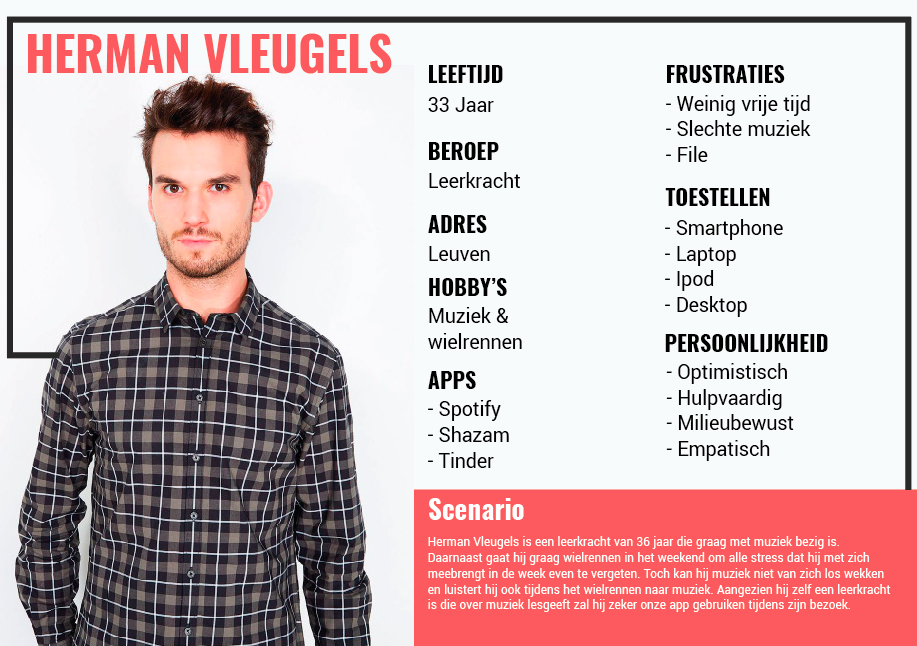 HERMAN VLEUGELS
LEEFTIJD
33 Jaar
BEROEP
Leerkracht
ADRES
Leuven
HOBBY'S
Muziek &
wielrennen
APPS
- Spotify
- Shazam
- Tinder
FRUSTRATIES
- Weinig vrije tijd
- Slechte muziek
- File
TOESTELLEN
- Smartphone
- Laptop
- Ipod
- Desktop
PERSOONLIJKHEID
- Optimistisch
- Hulpvaardig
- Milieubewust
- Empatisch
Scenario
Herman Vleugels is een leerkracht van 36 jaar die graag met muziek bezig is.
Daarnaast gaat hij graag wielrennen in het weekend om alle stress dat hij met zich
meebrengt in de week even te vergeten. Toch kan hij muziek niet van zich los wekken
en luistert hij ook tijdens het wielrennen naar muziek. Aangezien hij zelf een leerkracht
is die over muziek lesgeeft zal hij zeker onze app gebruiken tijdens zijn bezoek.